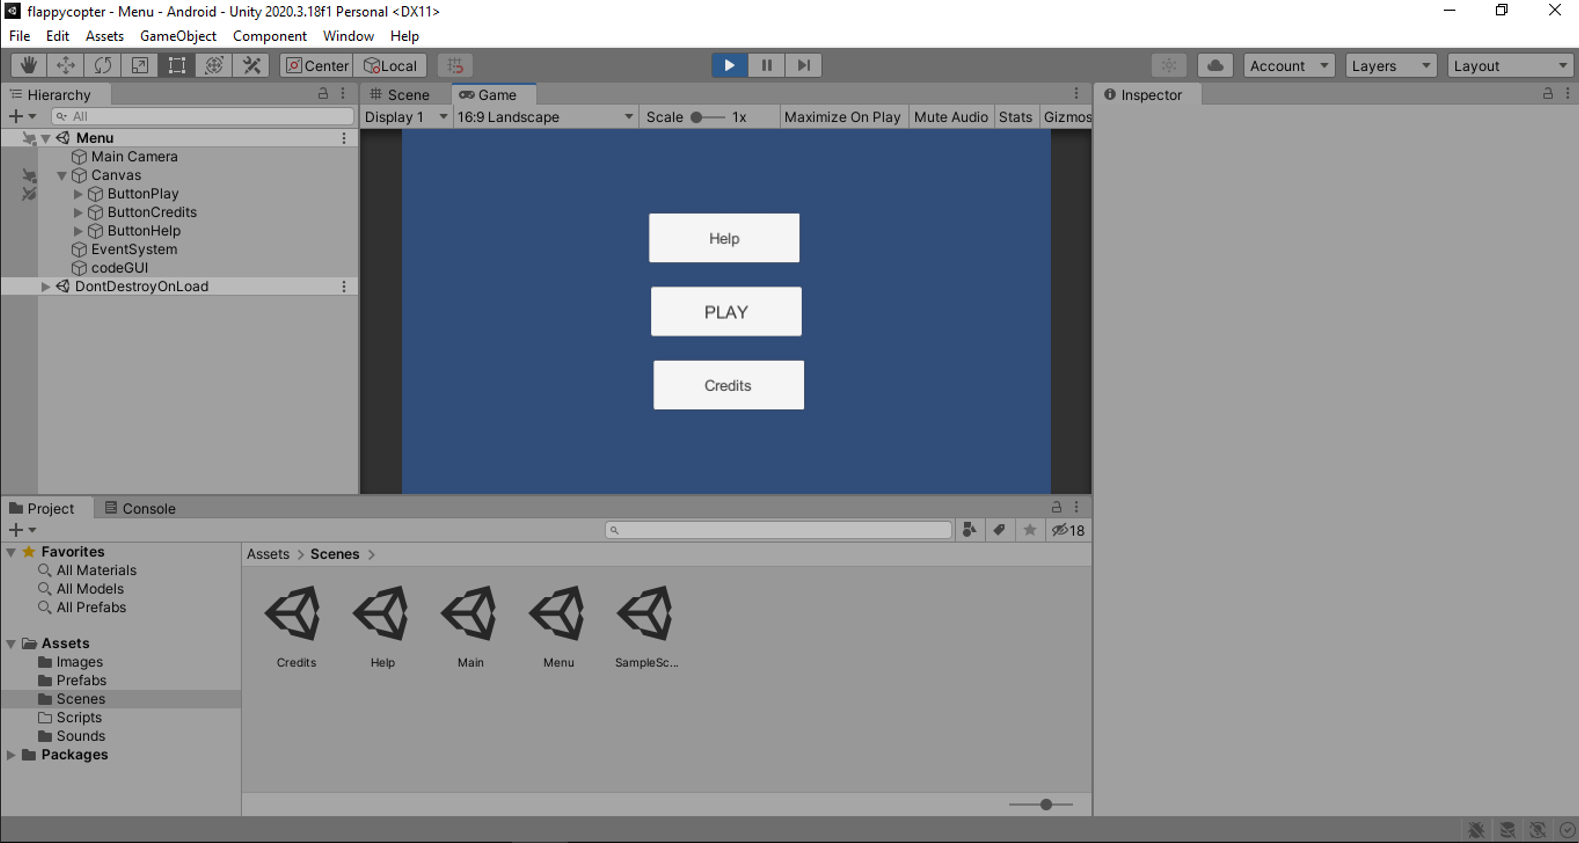 flappycopter - Menu - Android - Unity 2020.3.18f1 Personal <DX11>
File Edit Assets GameObject Component Window Help
Center Local Account Layers Layout
Hierarchy
All
Menu
Main Camera
Canvas
ButtonPlay
ButtonCredits
ButtonHelp
EventSystem
codeGUI
DontDestroyOnLoad
Scene Game
Display 1 16:9 Landscape Scale 1x Maximize On Play Mute Audio Stats Gizmos
Help
PLAY
Credits
Inspector
Project Console
18
Favorites
All Materials
All Models
All Prefabs
Assets
Images
Prefabs
Scenes
Scripts
Sounds
Packages
Assets > Scenes >
Credits Help Main Menu SampleSc...